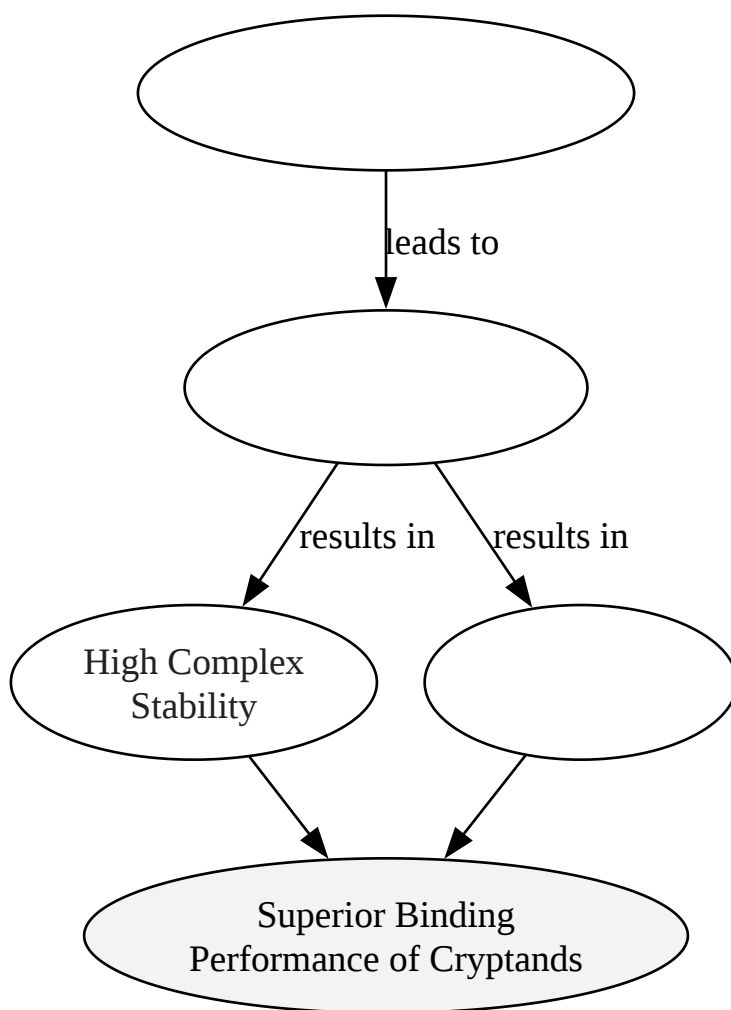 leads to
results in
results in
High Complex
Stability
Superior Binding
Performance of Cryptands